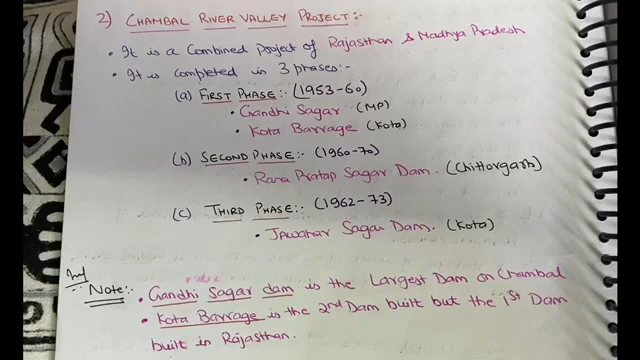 2) CHAMBAL RIVER VALLEY PROJECT:-
• It is a Combined project of Rajasthan & Madhya Pradesh
• It is completed in 3 phases:-
(a) FIRST PHASE:- (1953-60)
• Gandhi Sagar (MP)
• Kota Barrage (Kota)
(b) SECOND PHASE:- (1960-70)
• Rana Pratap Sagar Dam. (Chittorgarh)
(c) THIRD PHASE:- (1962-73)
• Jawahar Sagar Dam. (Kota)
Imp
Note:- • Gandhi Sagar dam is the Largest Dam on Chambal
• Kota Barrage is the 2nd Dam built but the 1st Dam
built in Rajasthan.